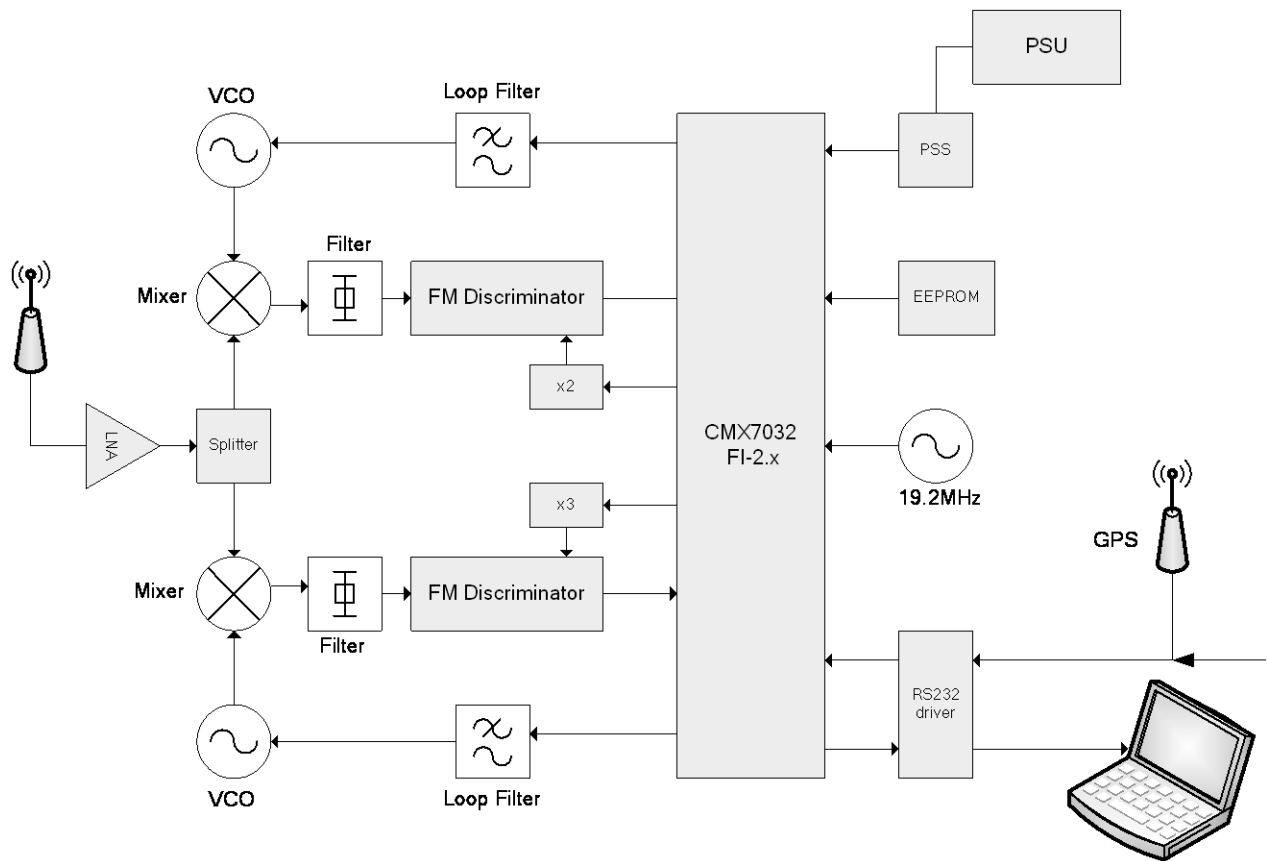 PSU
VCO
Loop Filter
PSS
Filter
Mixer
FM Discriminator
EEPROM
x2
LNA
Splitter
CMX7032
FI-2.x
19.2MHz
x3
GPS
Mixer
FM Discriminator
Filter
RS232
driver
VCO
Loop Filter